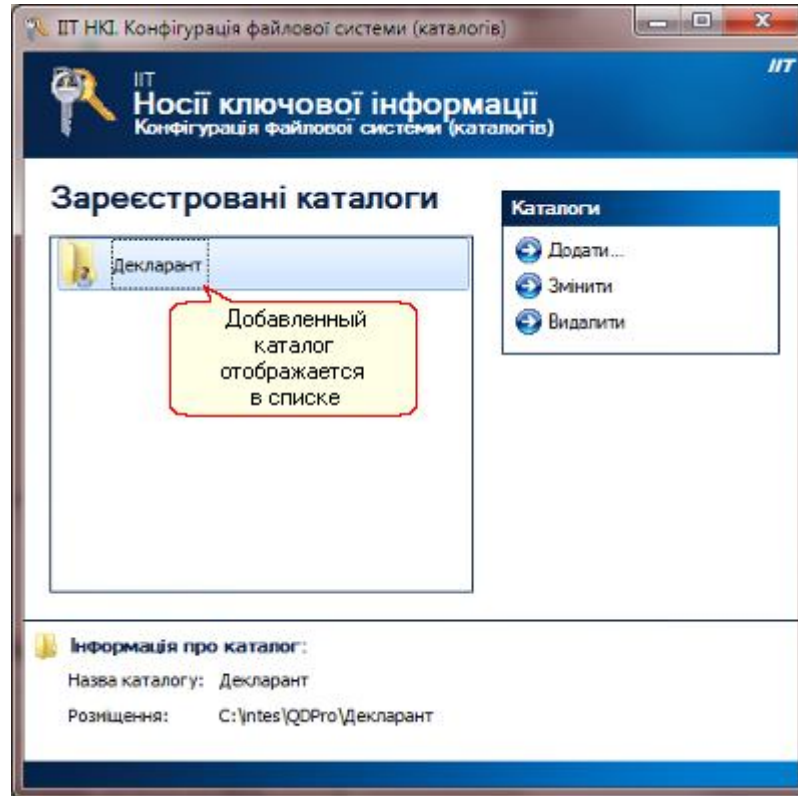 ІІТ НКІ. Конфігурація файлової системи (каталогів)
ІІТ
ІІТ
Носії ключової інформації
Конфігурація файлової системи (каталогів)
Зареєстровані каталоги
Декларант
Добавленный
каталог
отображается
в списке
Каталоги
Додати...
Змінити
Видалити
Інформація про каталог:
Назва каталогу: Декларант
Розміщення: C:\intes\QDPro\Декларант